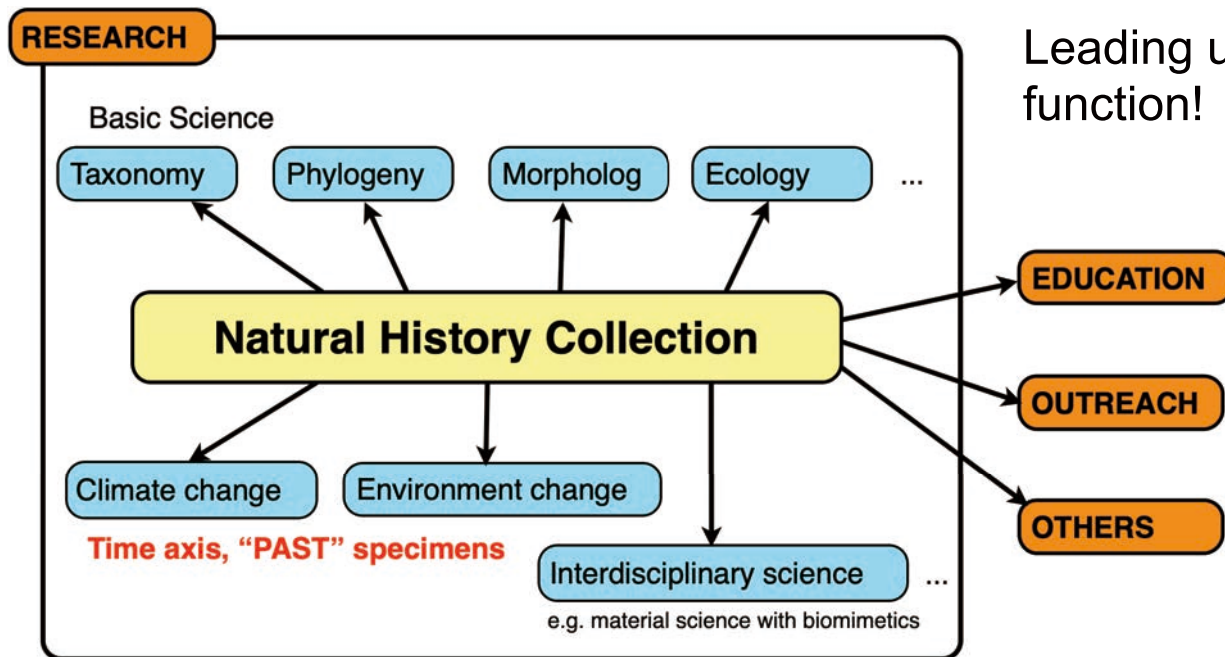 RESEARCH
Leading u
function!
Basic Science
Taxonomy
Phylogeny
Morpholog
Ecology
...
Natural History Collection
EDUCATION
OUTREACH
OTHERS
Climate change
Environment change
Time axis, “PAST” specimens
Interdisciplinary science
...
e.g. material science with biomimetics